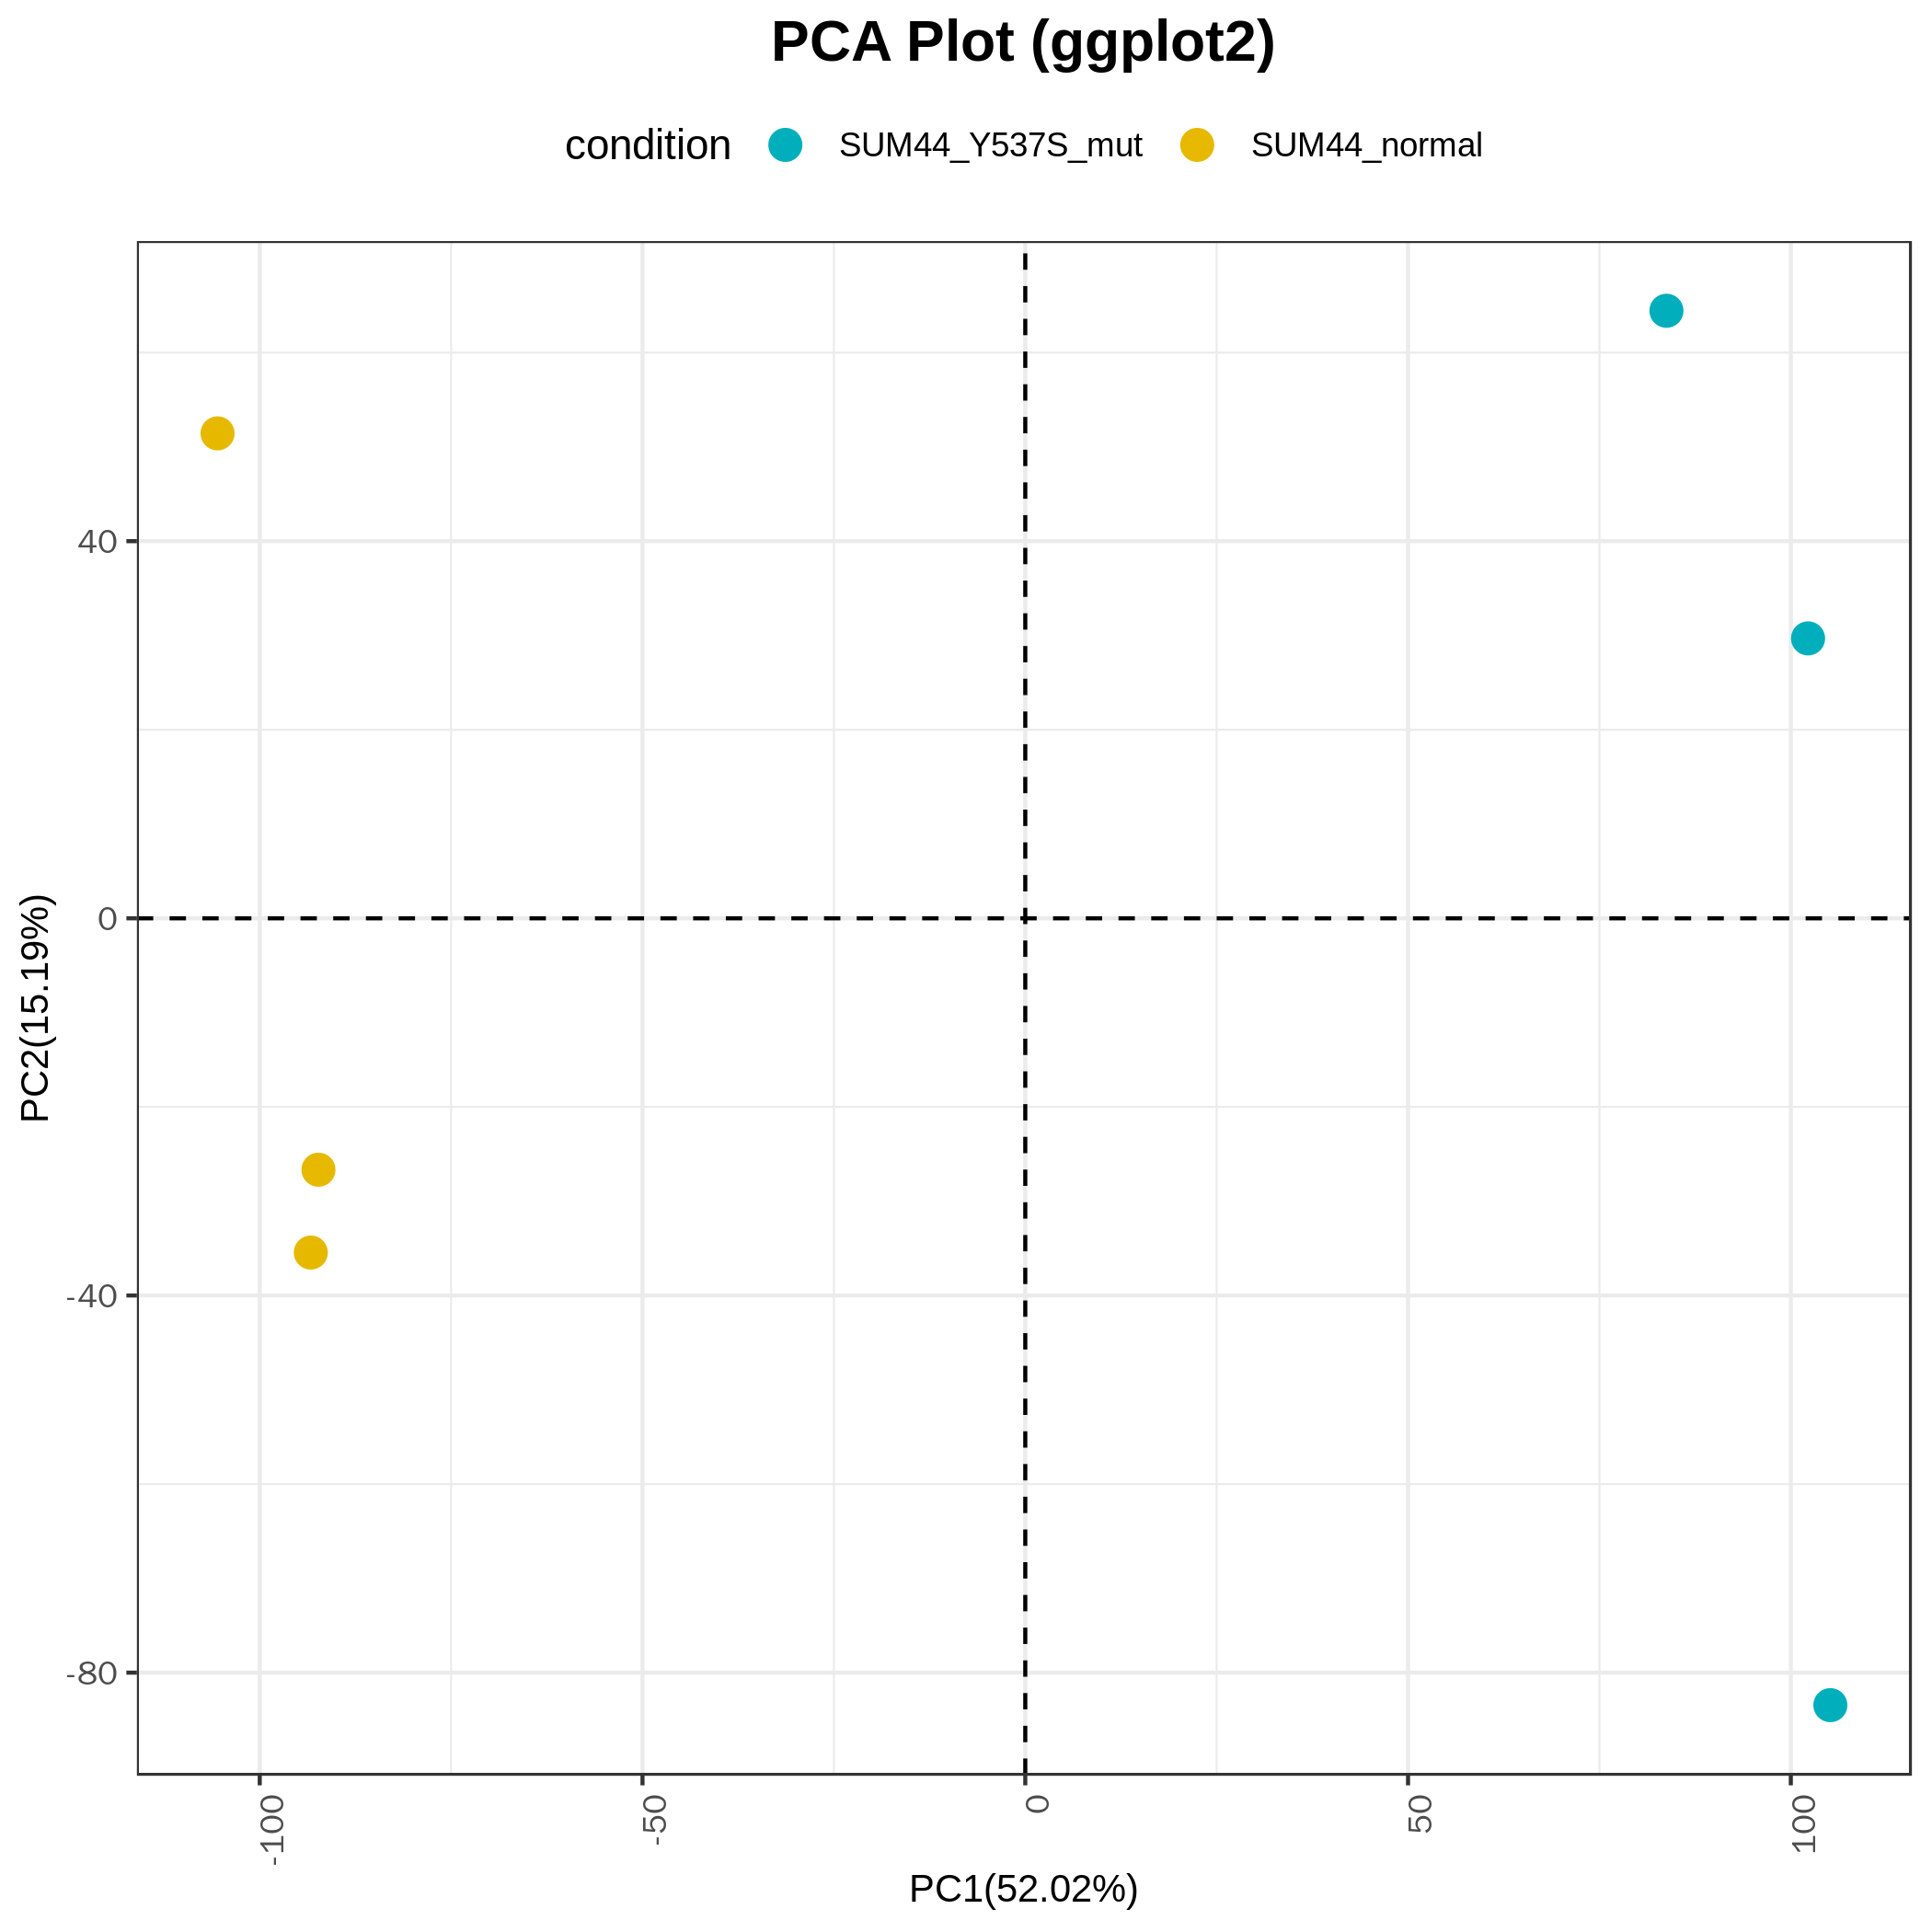 PCA Plot (ggplot2)
condition SUM44_Y537S_mut SUM44_normal
40
0
-40
-80
PC2(15.19%)
-100 -50 0 50 100
PC1(52.02%)